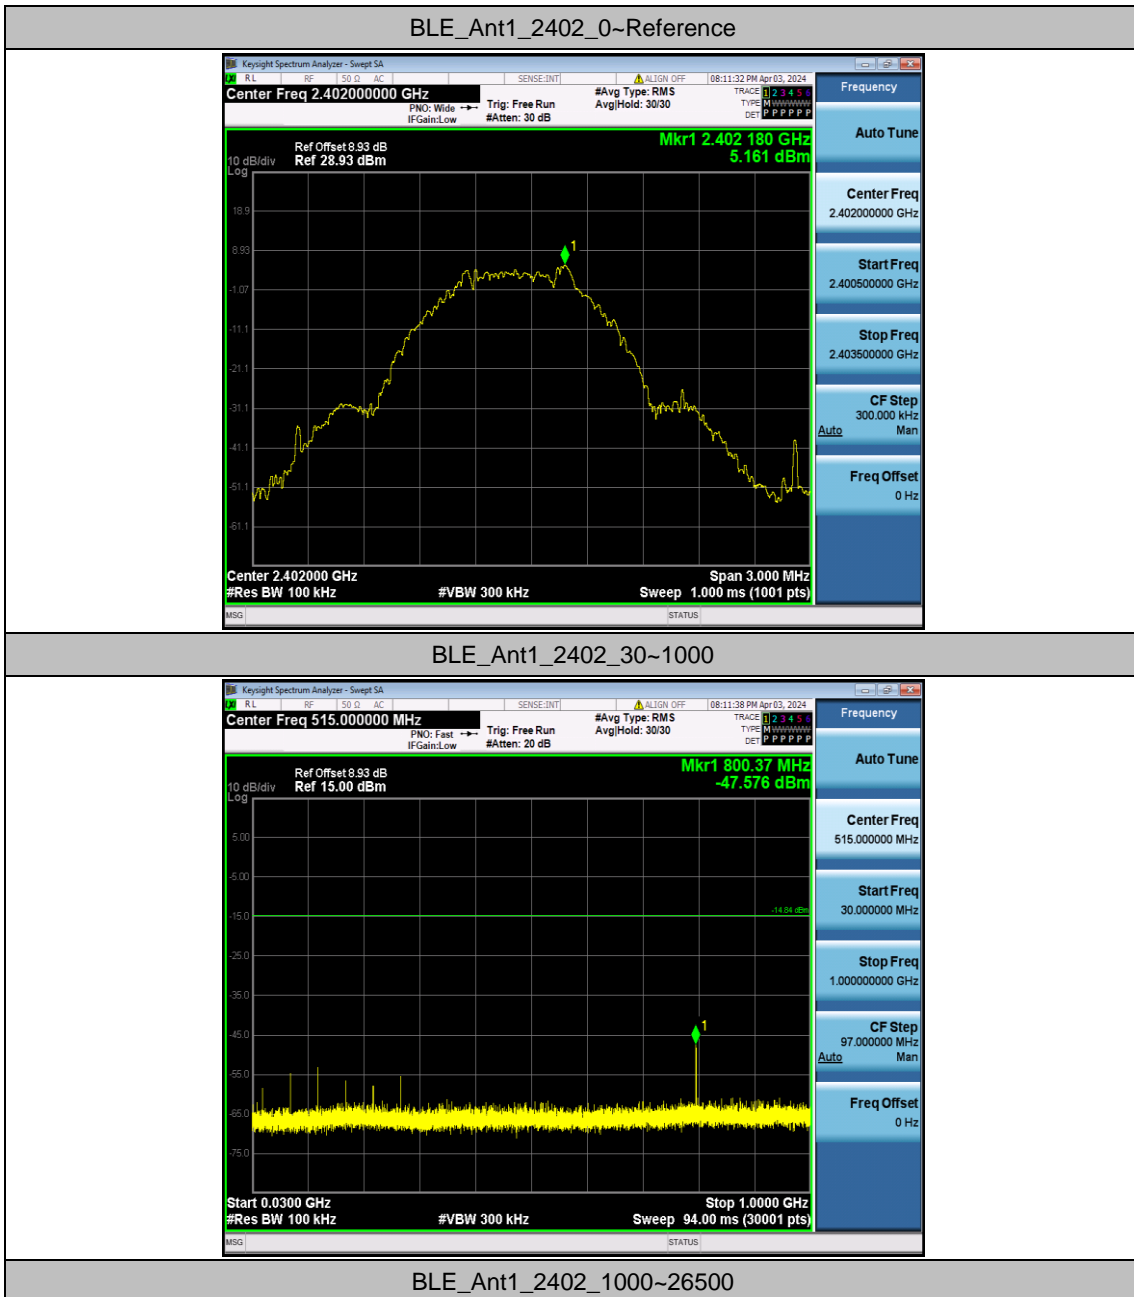 BLE_Ant1_2402_0~Reference
Keysight Spectrum Analyzer - Swept SA
RL RF 50 Ω AC SENSE:INT ALIGN OFF 08:11:32 PM Apr 03, 2024
Center Freq 2.402000000 GHz
PNO: Wide
IFGain:Low
Trig: Free Run
#Atten: 30 dB
#Avg Type: RMS
Avg|Hold: 30/30
TRACE 1 2 3 4 5 6
TYPE M WWWWW
DET P P P P P P
Frequency
Mkr1 2.402 180 GHz
5.161 dBm
Ref Offset 8.93 dB
10 dB/div Ref 28.93 dBm
Log
18.9
8.93
-1.07
-11.1
-21.1
-31.1
-41.1
-51.1
-61.1
1
Center 2.402000 GHz Span 3.000 MHz
#Res BW 100 kHz #VBW 300 kHz Sweep 1.000 ms (1001 pts)
MSG STATUS
Auto Tune
Center Freq
2.402000000 GHz
Start Freq
2.400500000 GHz
Stop Freq
2.403500000 GHz
CF Step
300.000 kHz
Auto Man
Freq Offset
0 Hz
BLE_Ant1_2402_30~1000
Keysight Spectrum Analyzer - Swept SA
RL RF 50 Ω AC SENSE:INT ALIGN OFF 08:11:38 PM Apr 03, 2024
Center Freq 515.000000 MHz
PNO: Fast
IFGain:Low
Trig: Free Run
#Atten: 20 dB
#Avg Type: RMS
Avg|Hold: 30/30
TRACE 1 2 3 4 5 6
TYPE M WWWWW
DET P P P P P P
Frequency
Mkr1 800.37 MHz
-47.576 dBm
Ref Offset 8.93 dB
10 dB/div Ref 15.00 dBm
Log
5.00
-5.00
-15.0
-25.0
-35.0
-45.0
-55.0
-65.0
-75.0
-14.84 dBm
1
Start 0.0300 GHz Stop 1.0000 GHz
#Res BW 100 kHz #VBW 300 kHz Sweep 94.00 ms (30001 pts)
MSG STATUS
Auto Tune
Center Freq
515.000000 MHz
Start Freq
30.000000 MHz
Stop Freq
1.000000000 GHz
CF Step
97.000000 MHz
Auto Man
Freq Offset
0 Hz
BLE_Ant1_2402_1000~26500